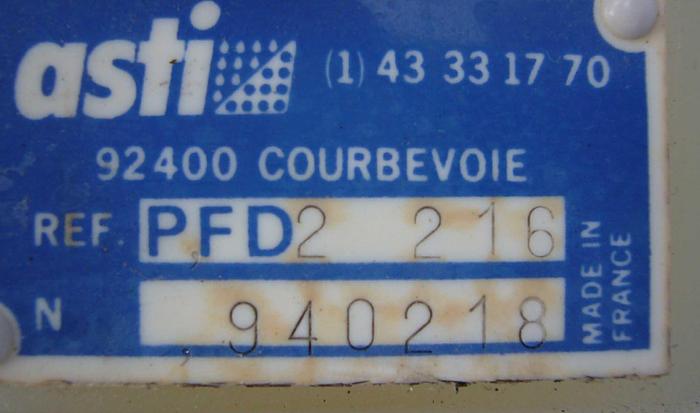 asti (1) 43 33 17 70
92400 COURBEVOIE
REF. PFD2 216
N 940218
MADE IN
FRANCE